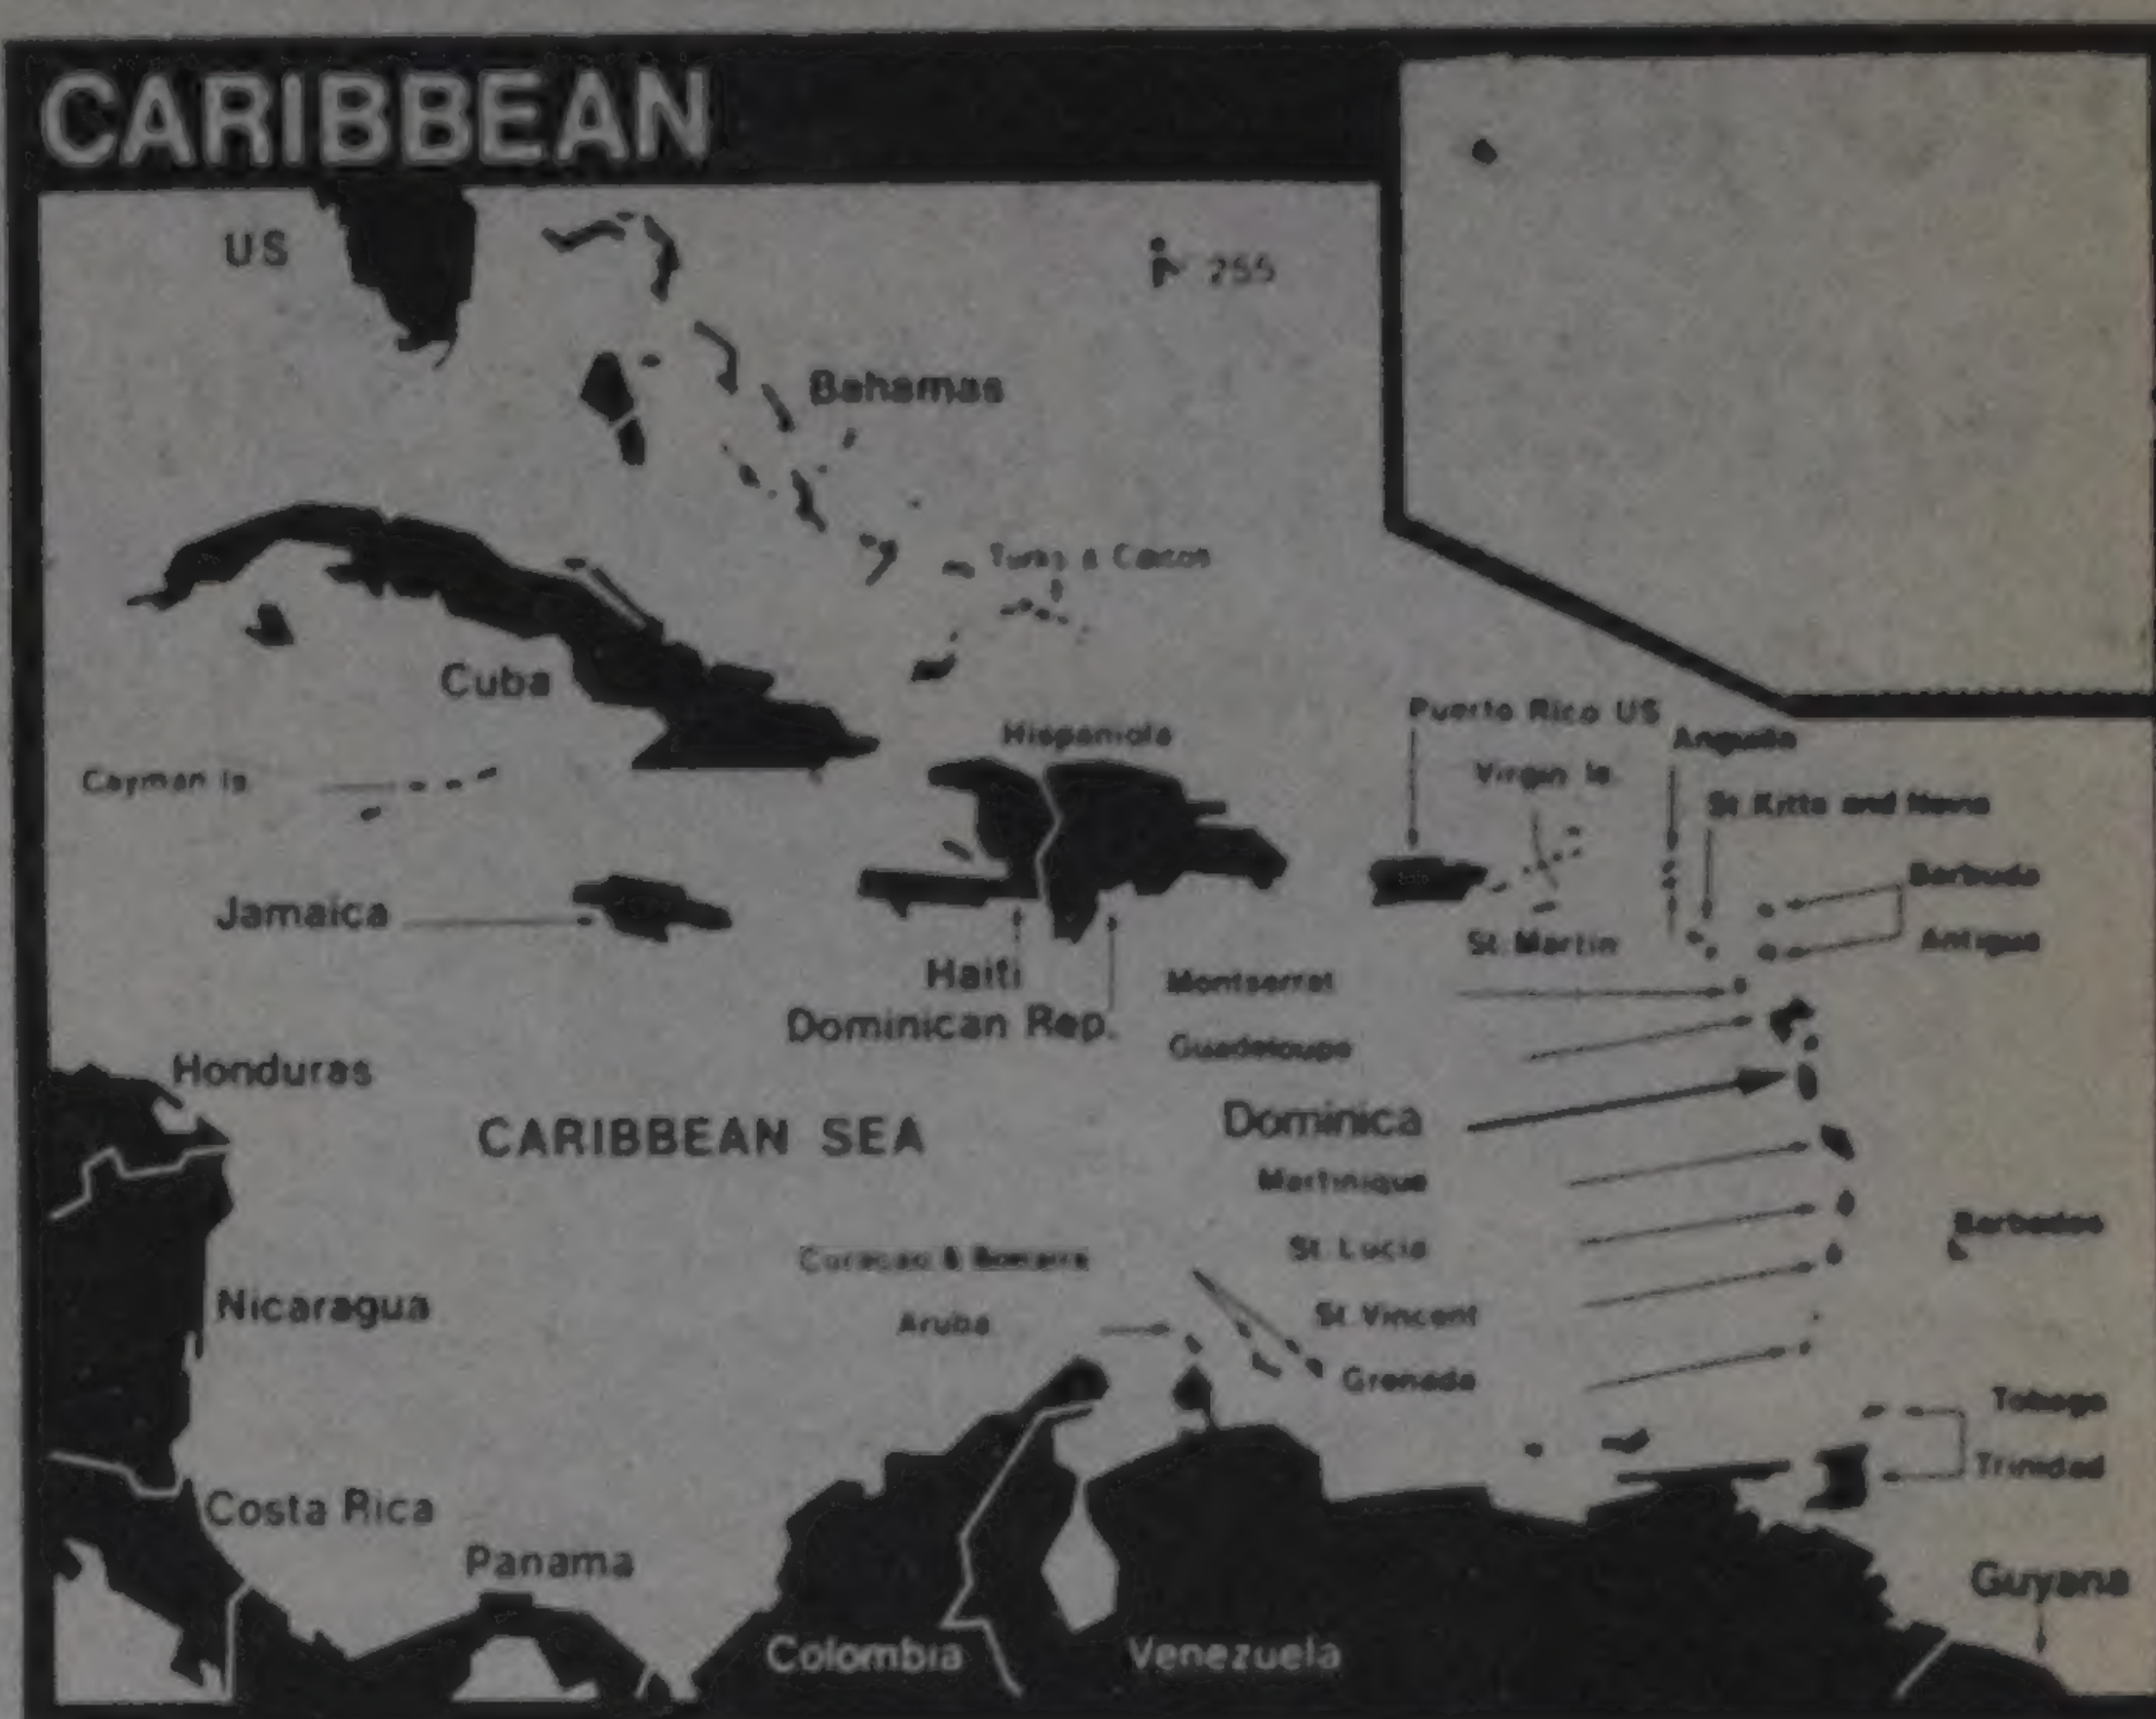 CARIBBEAN
US
255
Bahamas
Turks & Caicos
Cuba
Hispaniola
Puerto Rico US
Anguilla
Cayman Is
Virgin Is.
St Kitts and Nevis
Jamaica
Barbuda
St. Martin
Antigua
Haiti
Montserrat
Dominican Rep.
Guadeloupe
Honduras
Dominica
CARIBBEAN SEA
Martinique
Barbados
Curacao & Bonaire
St. Lucia
Nicaragua
Aruba
St. Vincent
Grenada
Tobago
Trinidad
Costa Rica
Panama
Guyana
Colombia
Venezuela